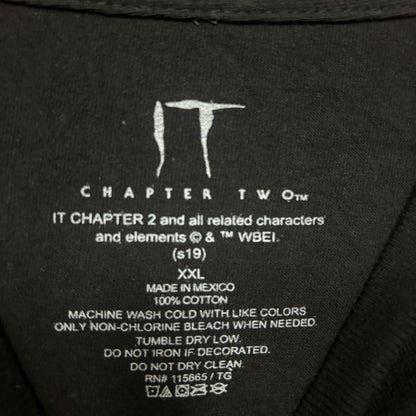 IT
CHAPTER TWO™
IT CHAPTER 2 and all related characters
and elements © & ™ WBEI.
(s19)
XXL
MADE IN MEXICO
100% COTTON
MACHINE WASH COLD WITH LIKE COLORS
ONLY NON-CHLORINE BLEACH WHEN NEEDED.
TUMBLE DRY LOW.
DO NOT IRON IF DECORATED.
DO NOT DRY CLEAN.
RN# 115665 / TG